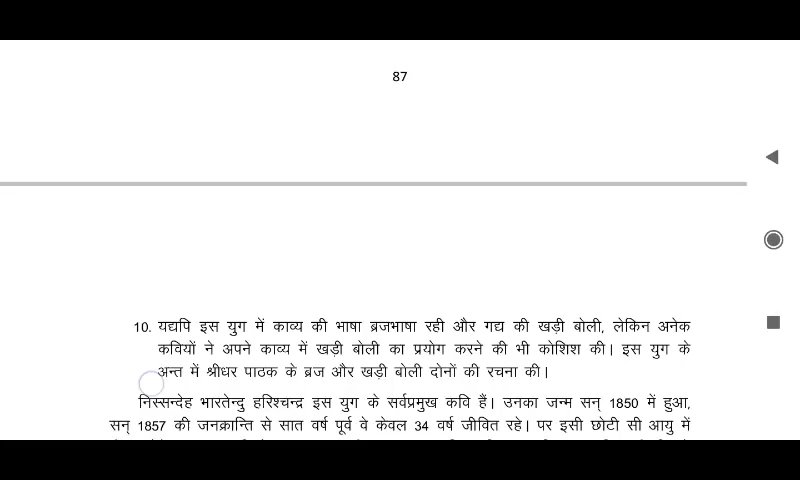 87
10. यद्यपि इस युग में काव्य की भाषा ब्रजभाषा रही और गद्य की खड़ी बोली, लेकिन अनेक
कवियों ने अपने काव्य में खड़ी बोली का प्रयोग करने की भी कोशिश की। इस युग के
अन्त में श्रीधर पाठक के ब्रज और खड़ी बोली दोनों की रचना की।
निस्सन्देह भारतेन्दु हरिश्चन्द्र इस युग के सर्वप्रमुख कवि हैं। उनका जन्म सन् 1850 में हुआ,
सन् 1857 की जनक्रान्ति से सात वर्ष पूर्व वे केवल 34 वर्ष जीवित रहे। पर इसी छोटी सी आयु में